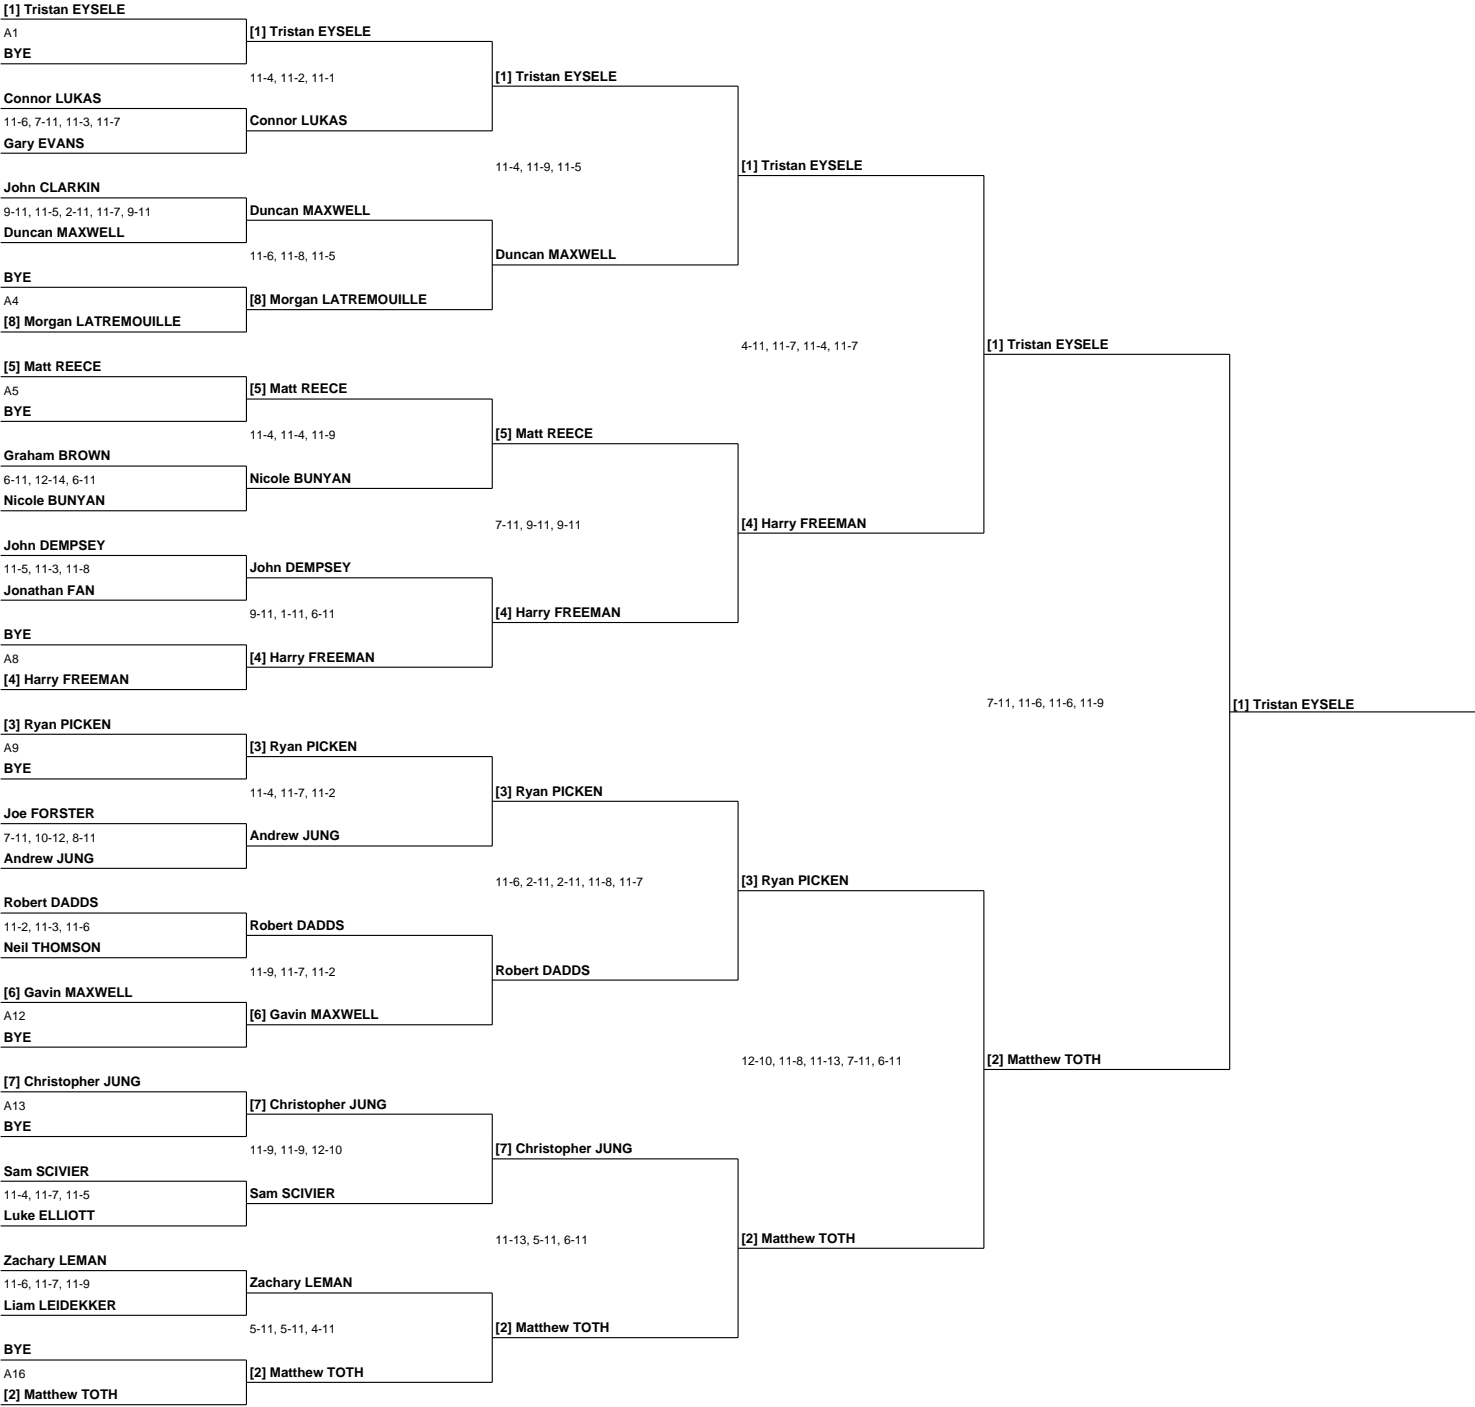 [1] Tristan EYSELE
A1
BYE
Connor LUKAS
11-6, 7-11, 11-3, 11-7
Gary EVANS
John CLARKIN
9-11, 11-5, 2-11, 11-7, 9-11
Duncan MAXWELL
BYE
A4
[8] Morgan LATREMOUILLE
[5] Matt REECE
A5
BYE
Graham BROWN
6-11, 12-14, 6-11
Nicole BUNYAN
John DEMPSEY
11-5, 11-3, 11-8
Jonathan FAN
BYE
A8
[4] Harry FREEMAN
[3] Ryan PICKEN
A9
BYE
Joe FORSTER
7-11, 10-12, 8-11
Andrew JUNG
Robert DADDS
11-2, 11-3, 11-6
Neil THOMSON
[6] Gavin MAXWELL
A12
BYE
[7] Christopher JUNG
A13
BYE
Sam SCIVIER
11-4, 11-7, 11-5
Luke ELLIOTT
Zachary LEMAN
11-6, 11-7, 11-9
Liam LEIDEKKER
BYE
A16
[2] Matthew TOTH
[1] Tristan EYSELE
11-4, 11-2, 11-1
Connor LUKAS
Duncan MAXWELL
11-6, 11-8, 11-5
[8] Morgan LATREMOUILLE
[5] Matt REECE
11-4, 11-4, 11-9
Nicole BUNYAN
John DEMPSEY
9-11, 1-11, 6-11
[4] Harry FREEMAN
[3] Ryan PICKEN
11-4, 11-7, 11-2
Andrew JUNG
Robert DADDS
11-9, 11-7, 11-2
[6] Gavin MAXWELL
[7] Christopher JUNG
11-9, 11-9, 12-10
Sam SCIVIER
Zachary LEMAN
5-11, 5-11, 4-11
[2] Matthew TOTH
[1] Tristan EYSELE
11-4, 11-9, 11-5
Duncan MAXWELL
[5] Matt REECE
7-11, 9-11, 9-11
[4] Harry FREEMAN
[3] Ryan PICKEN
11-6, 2-11, 2-11, 11-8, 11-7
Robert DADDS
[7] Christopher JUNG
11-13, 5-11, 6-11
[2] Matthew TOTH
[1] Tristan EYSELE
4-11, 11-7, 11-4, 11-7
[4] Harry FREEMAN
[3] Ryan PICKEN
12-10, 11-8, 11-13, 7-11, 6-11
[2] Matthew TOTH
[1] Tristan EYSELE
7-11, 11-6, 11-6, 11-9
[2] Matthew TOTH
[1] Tristan EYSELE